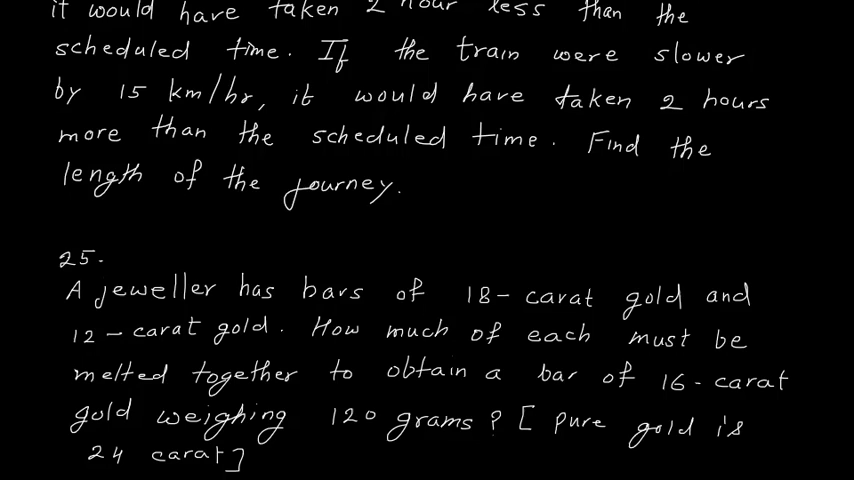 it would have taken 2 hour less than the
scheduled time. If the train were slower
by 15 km/hr, it would have taken 2 hours
more than the scheduled time. Find the
length of the journey.
25.
A jeweller has bars of 18-carat gold and
12-carat gold. How much of each must be
melted together to obtain a bar of 16-carat
gold weighing 120 grams? [pure gold is
24 carat]